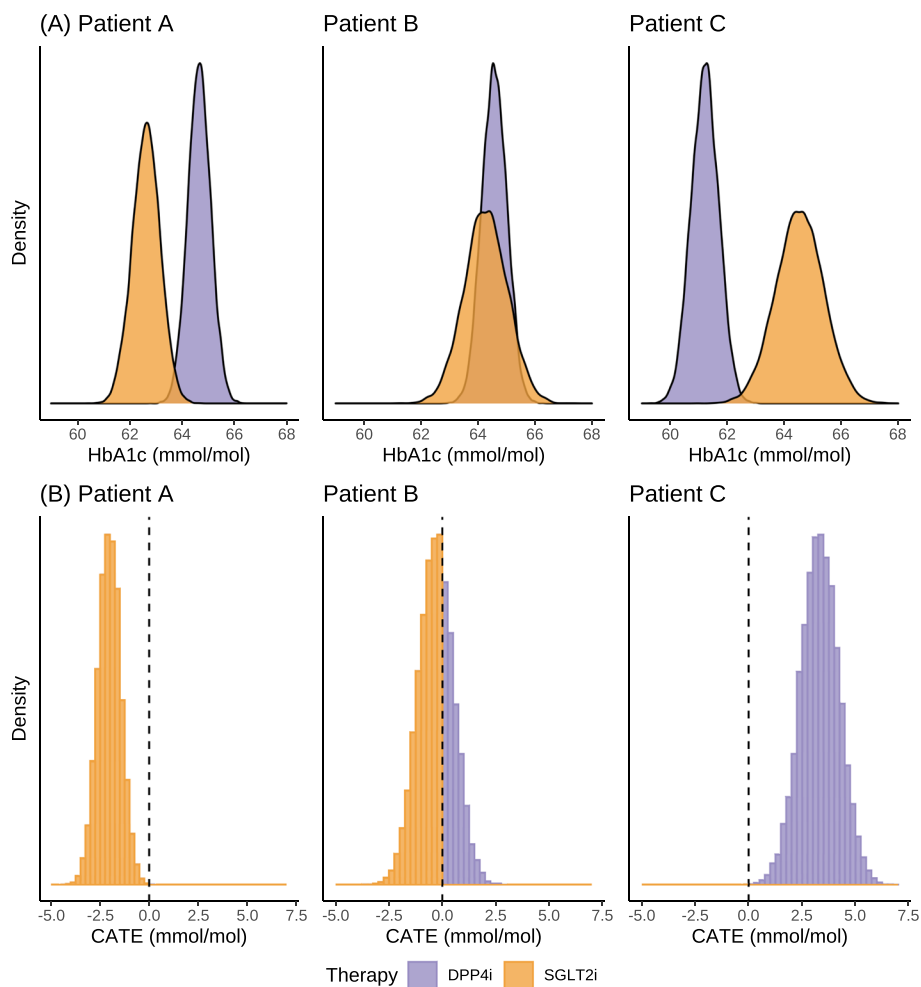 (A) Patient A
Patient B
Patient C
Density
60 62 64 66 68
60 62 64 66 68
60 62 64 66 68
HbA1c (mmol/mol)
HbA1c (mmol/mol)
HbA1c (mmol/mol)
(B) Patient A
Patient B
Patient C
Density
-5.0 -2.5 0.0 2.5 5.0 7.5
-5.0 -2.5 0.0 2.5 5.0 7.5
-5.0 -2.5 0.0 2.5 5.0 7.5
CATE (mmol/mol)
CATE (mmol/mol)
CATE (mmol/mol)
Therapy DPP4i SGLT2i